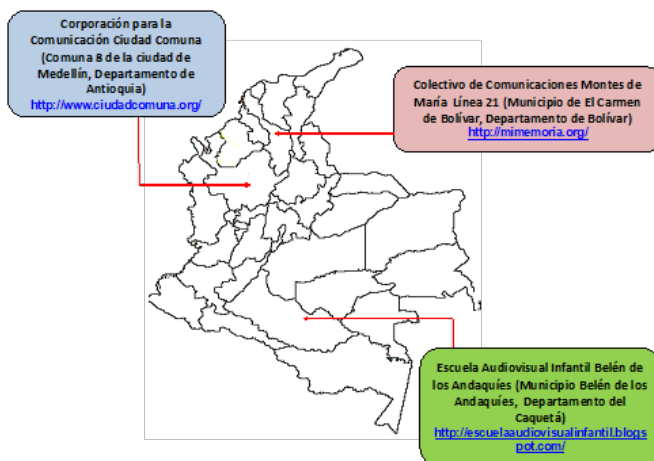 Corporación para la
Comunicación Ciudad Comuna
(Comuna 8 de la ciudad de
Medellín, Departamento de
Antioquia)
http://www.ciudadcomuna.org/
Colectivo de Comunicaciones Montes de
María Línea 21 (Municipio de El Carmen
de Bolívar, Departamento de Bolívar)
http://mimemoria.org/
Escuela Audiovisual Infantil Belén de
los Andaquíes (Municipio Belén de los
Andaquíes, Departamento del
Caquetá)
http://escuelaaudiovisualinfantil.blogs
pot.com/